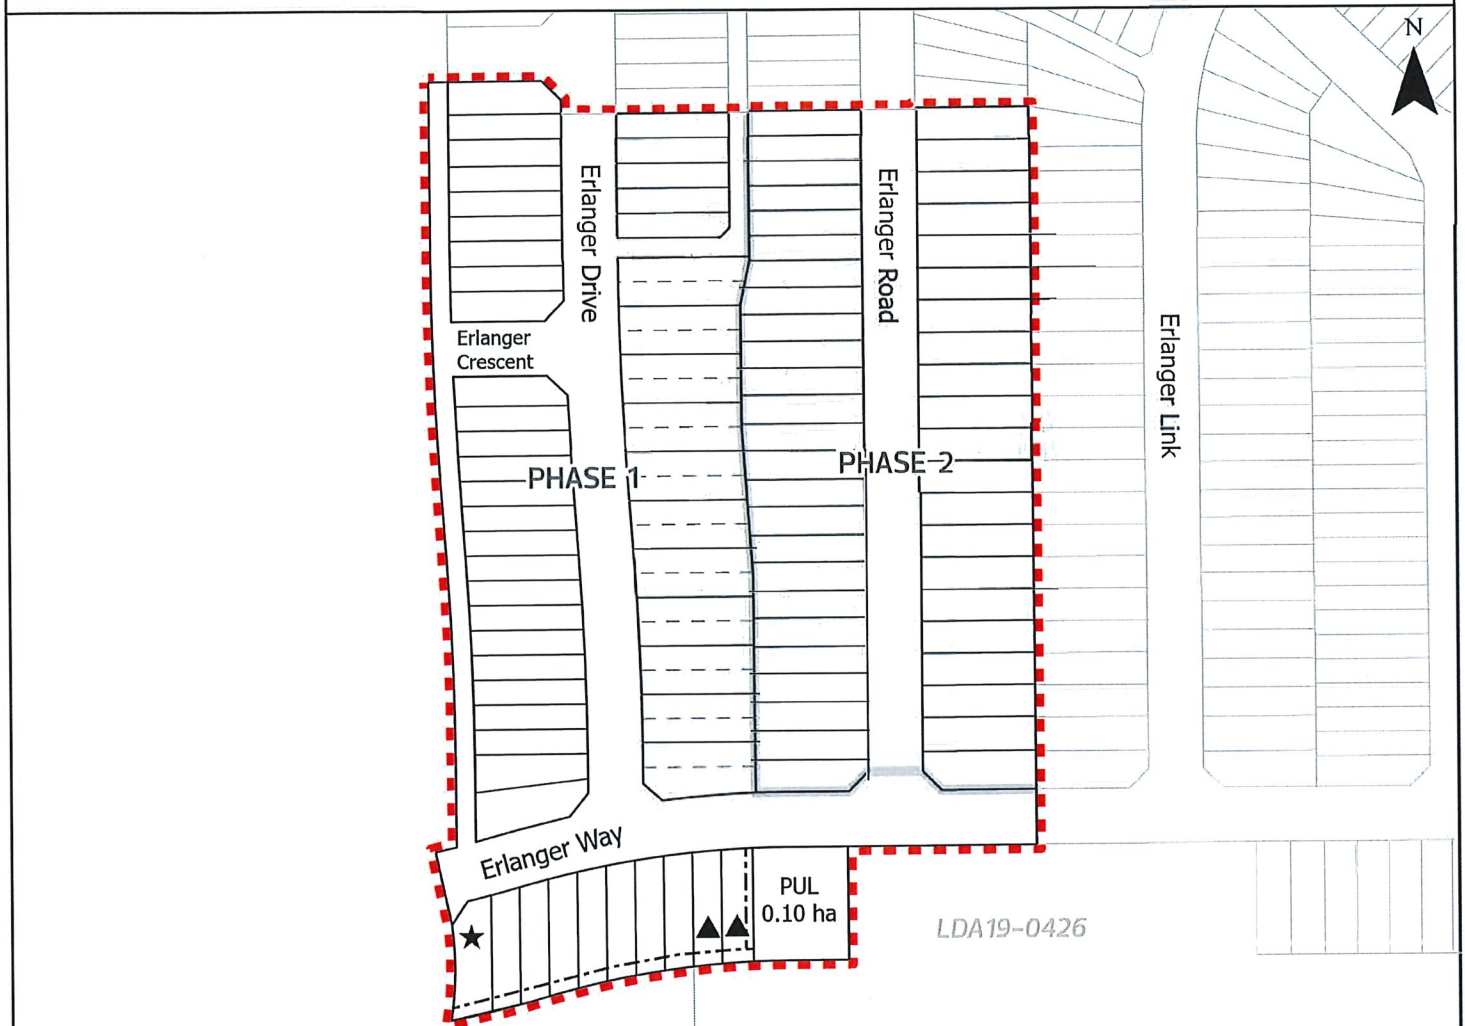 N
Erlanger Drive
Erlanger Road
Erlanger
Crescent
Erlanger Link
PHASE 1
PHASE 2
Erlanger Way
PUL
0.10 ha
LDA19-0426